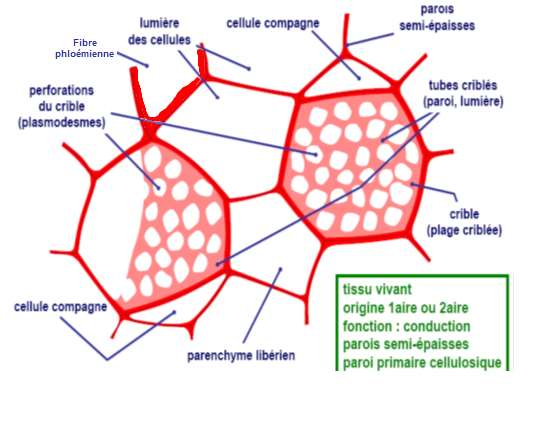 parois
semi-épaisses
lumière
des cellules
cellule compagne
Fibre
phloémienne
perforations
du crible
(plasmodesmes)
tubes criblés
(paroi, lumière)
crible
(plage criblée)
cellule compagne
parenchyme libérien
tissu vivant
origine 1aire ou 2aire
fonction : conduction
parois semi-épaisses
paroi primaire cellulosique